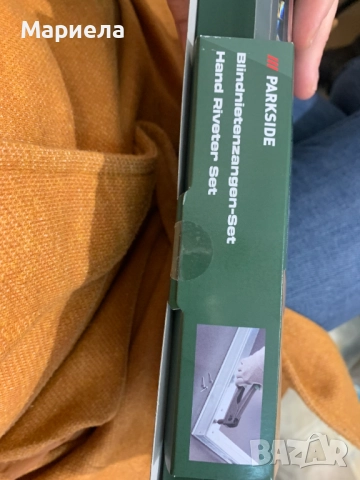 Мариела
/// PARKSIDE
Blindnietenzangen-Set
Hand Riveter Set
BAZAR